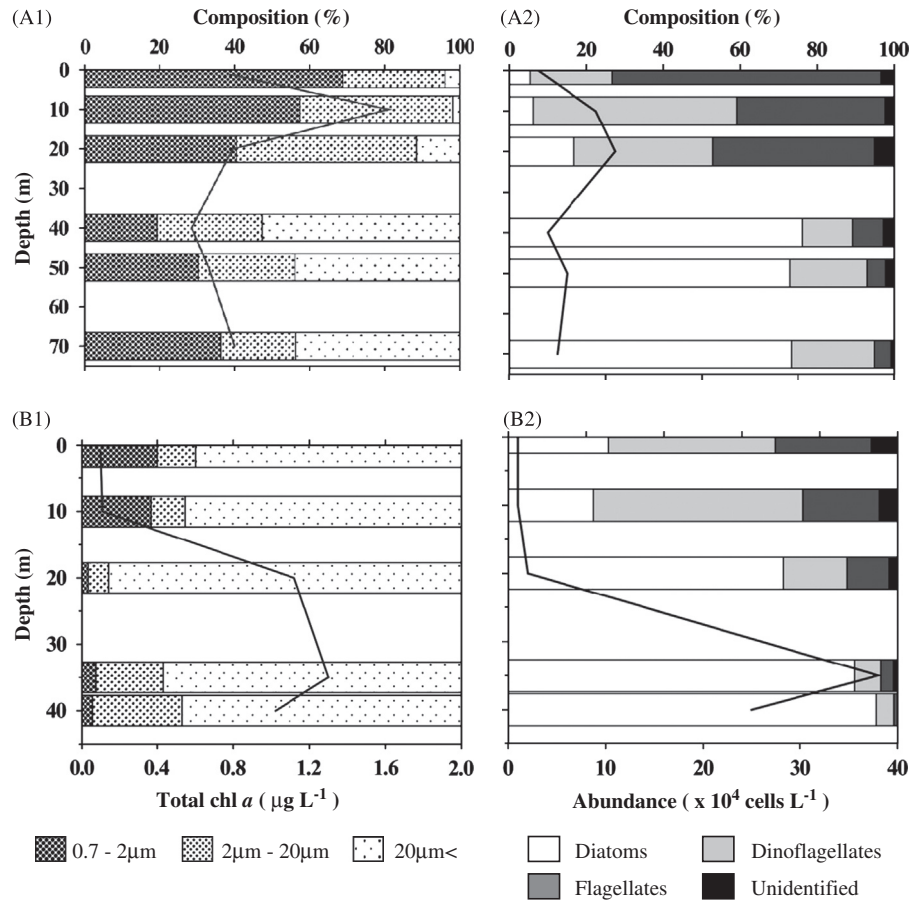 (A1) Composition (%)
0 20 40 60 80 100
0
10
20
30
40
50
60
70
Depth (m)
(A2) Composition (%)
0 20 40 60 80 100
(B1)
0
10
20
30
40
Depth (m)
0.0 0.4 0.8 1.2 1.6 2.0
Total chl a ( µg L-1 )
(B2)
0 10 20 30 40
Abundance ( x 10⁴ cells L-1 )
0.7 - 2µm 2µm - 20µm 20µm<
Diatoms Dinoflagellates
Flagellates Unidentified